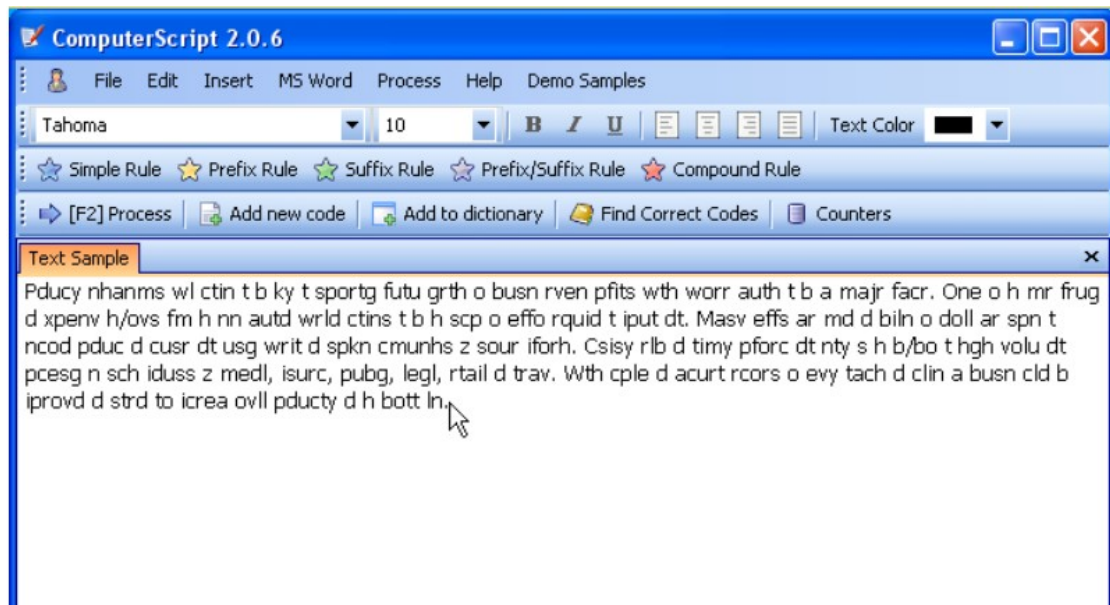 ComputerScript 2.0.6
File Edit Insert MS Word Process Help Demo Samples
Tahoma 10 B I U Text Color
Simple Rule Prefix Rule Suffix Rule Prefix/Suffix Rule Compound Rule
[F2] Process Add new code Add to dictionary Find Correct Codes Counters
Text Sample
Pducy nhanms wl ctin t b ky t sportg futu grth o busn rven pfits wth worr auth t b a majr facr. One o h mr frug
d xpenv h/ovs fm h nn autd wrld ctins t b h scp o effo rquid t iput dt. Masv effs ar md d biln o doll ar spn t
ncod pduc d cusr dt usg writ d spkn cmunhs z sour iforh. Csisy rlb d timy pforc dt nty s h b/bo t hgh volu dt
pcesg n sch iduss z medl, isurc, pubg, legl, rtail d trav. Wth cple d acurt rcors o evy tach d clin a busn cld b
iprovd d strd to icrea ovll pducty d h bott ln.